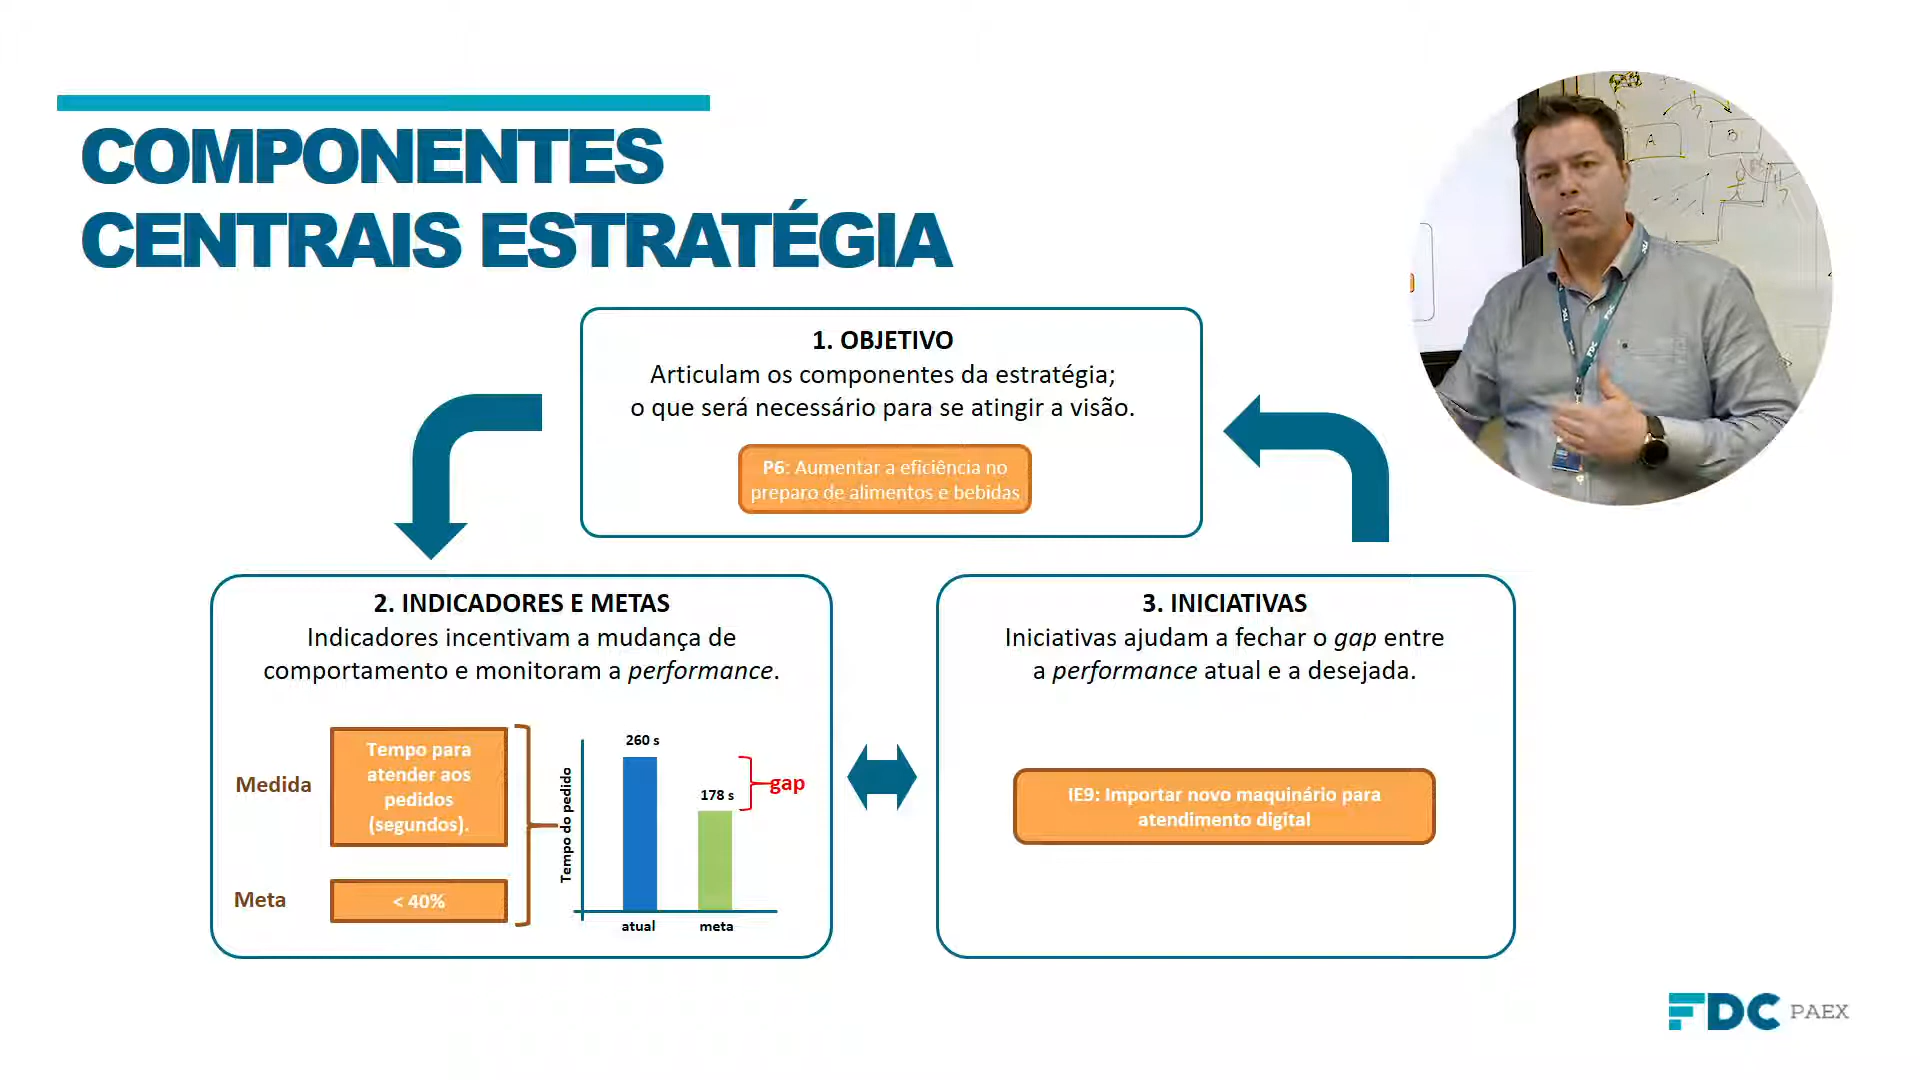 COMPONENTES
CENTRAIS ESTRATÉGIA
1. OBJETIVO
Articulam os componentes da estratégia;
o que será necessário para se atingir a visão.
P6: Aumentar a eficiência no
preparo de alimentos e bebidas
2. INDICADORES E METAS
Indicadores incentivam a mudança de
comportamento e monitoram a performance.
Medida
Tempo para
atender aos
pedidos
(segundos).
Meta
< 40%
Tempo do pedido
260 s
178 s
gap
atual
meta
3. INICIATIVAS
Iniciativas ajudam a fechar o gap entre
a performance atual e a desejada.
IE9: Importar novo maquinário para
atendimento digital
A
B
FDC
FDC PAEX